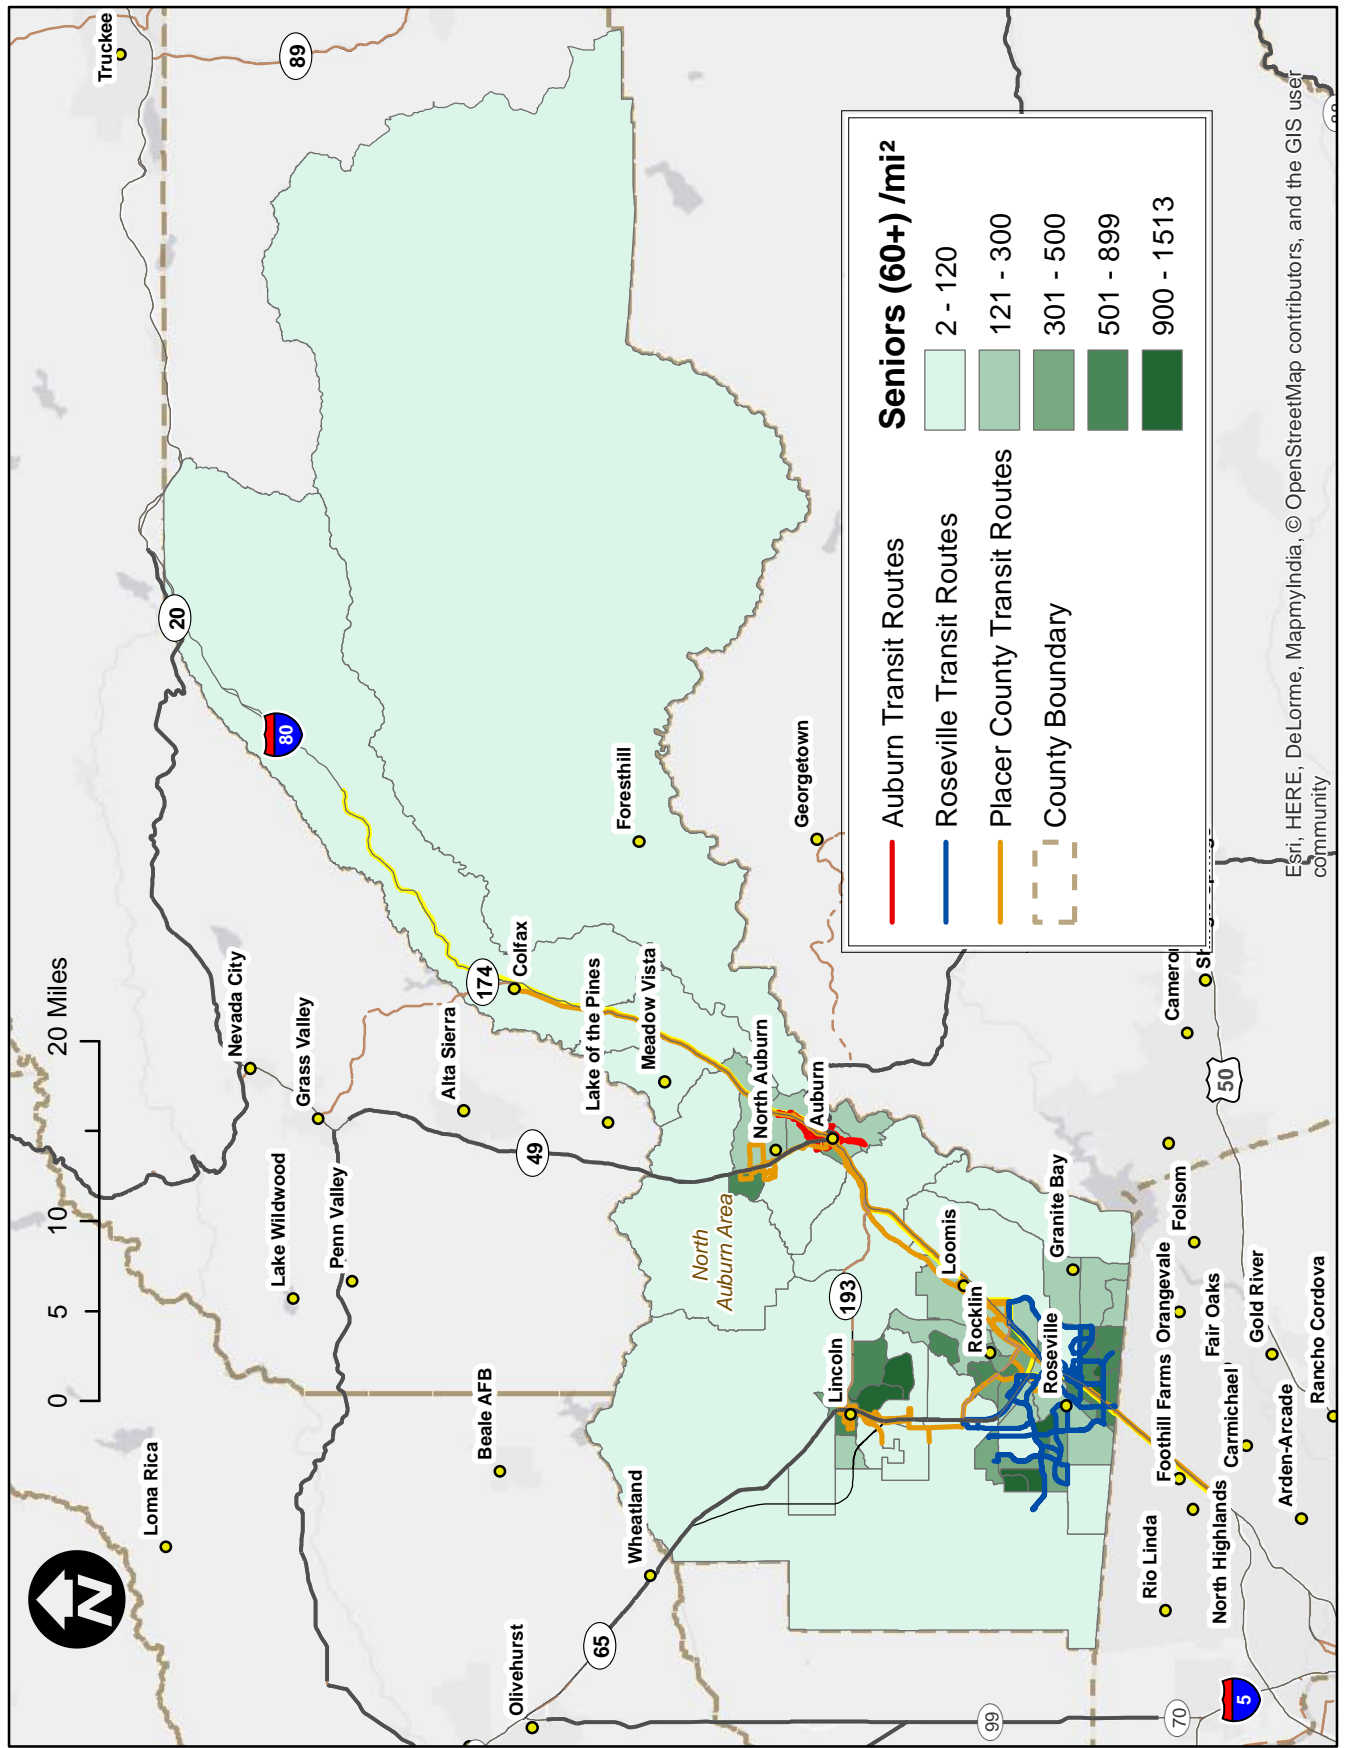 0
5
10
20 Miles
N
Truckee
89
20
80
Nevada City
Grass Valley
Loma Rica
Lake Wildwood
Penn Valley
Alta Sierra
174
Colfax
49
Beale AFB
Lake of the Pines
Meadow Vista
Foresthill
Olivehurst
Wheatland
65
North
Auburn Area
North Auburn
Auburn
Georgetown
193
Lincoln
Loomis
Rocklin
Roseville
Granite Bay
99
70
5
50
Rio Linda
North Highlands
Foothill Farms
Orangevale
Folsom
Carmichael
Fair Oaks
Gold River
Arden-Arcade
Rancho Cordova
Auburn Transit Routes
Roseville Transit Routes
Placer County Transit Routes
County Boundary
Seniors (60+) /mi²
2 - 120
121 - 300
301 - 500
501 - 899
900 - 1513
Esri, HERE, DeLorme, MapmyIndia, © OpenStreetMap contributors, and the GIS user
community